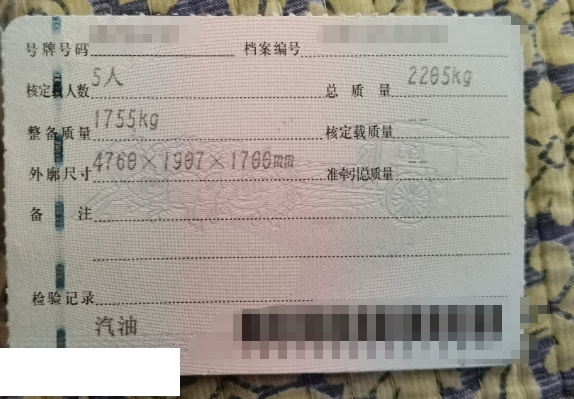 号牌号码 档案编号
核定载人数 5人 总质量 2205kg
整备质量 1755kg 核定载质量 --
外廓尺寸 4760×1907×1700mm 准牵引总质量 --
备注
检验记录
汽油